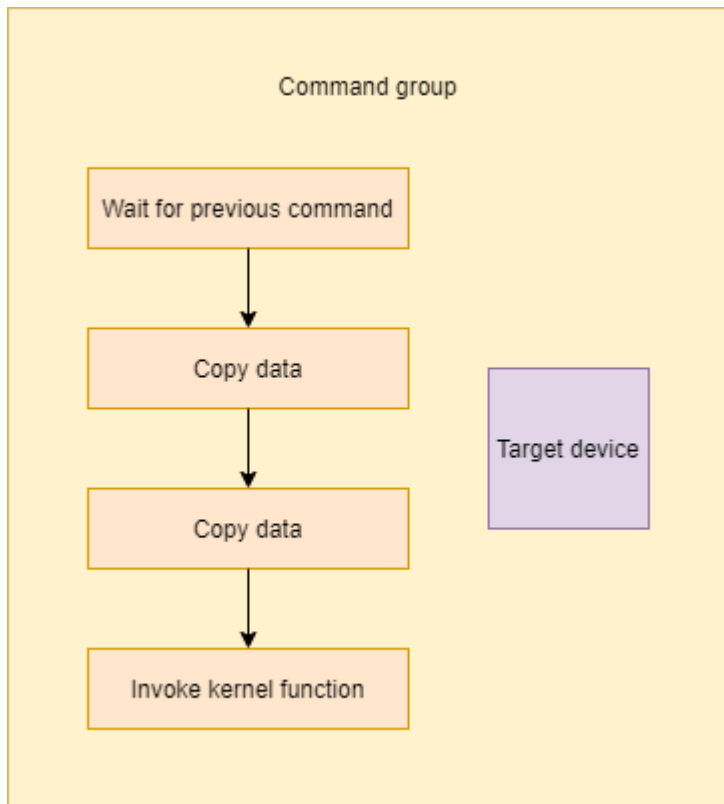 Command group
Wait for previous command
Copy data
Target device
Copy data
Invoke kernel function